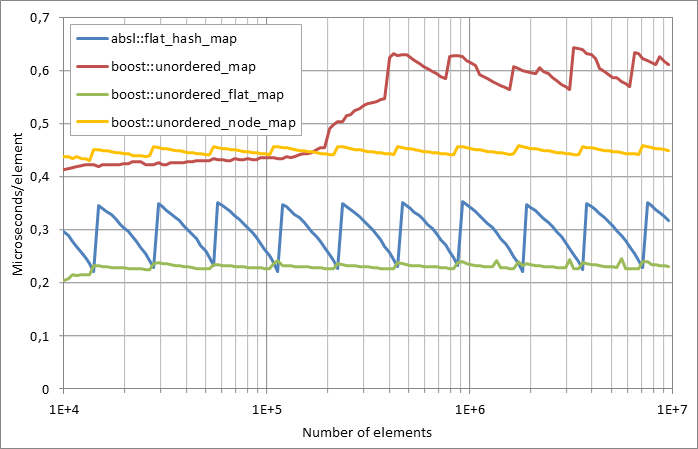 0,7
0,6
0,5
0,4
0,3
0,2
0,1
0
Microseconds/element
absl::flat_hash_map
boost::unordered_map
boost::unordered_flat_map
boost::unordered_node_map
1E+4 1E+5 1E+6 1E+7
Number of elements